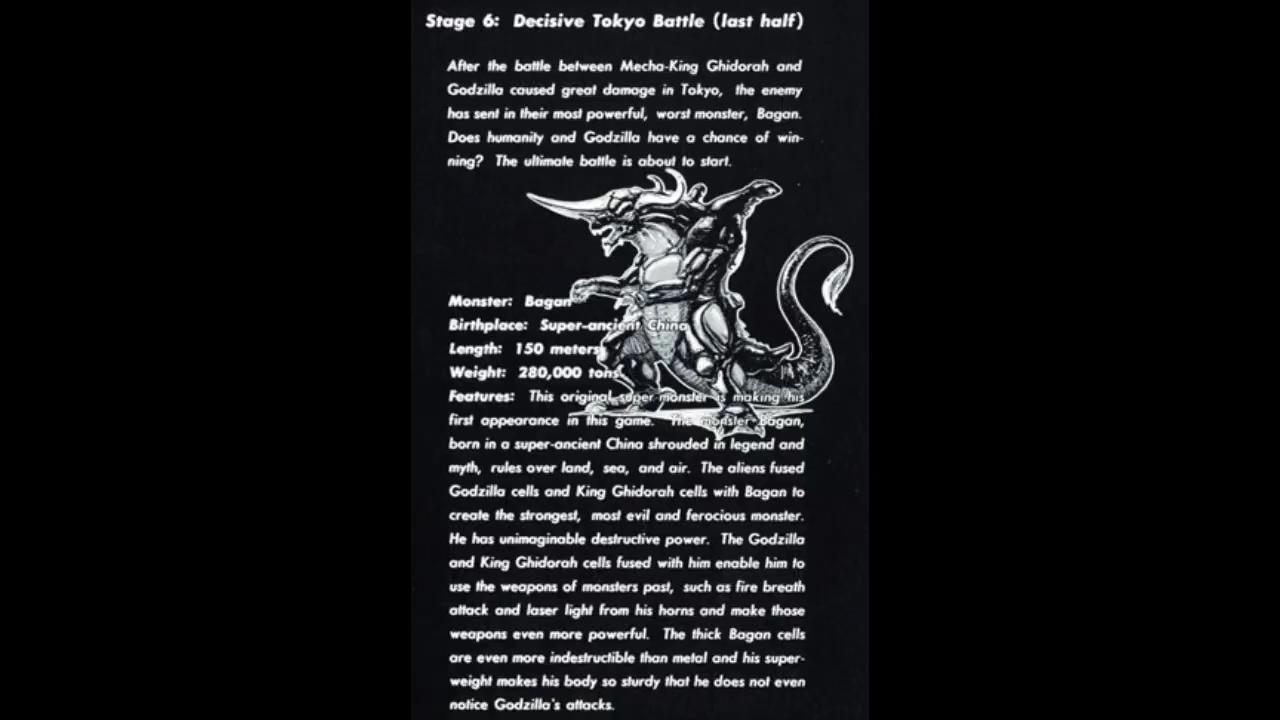 Stage 6: Decisive Tokyo Battle (last half)
After the battle between Mecha-King Ghidorah and
Godzilla caused great damage in Tokyo, the enemy
has sent in their most powerful, worst monster, Bagan.
Does humanity and Godzilla have a chance of win-
ning? The ultimate battle is about to start.
Monster: Bagan
Birthplace: Super-ancient China
Length: 150 meters
Weight: 280,000 tons
Features: This original super monster is making his
first appearance in this game. The monster Bagan,
born in a super-ancient China shrouded in legend and
myth, rules over land, sea, and air. The aliens fused
Godzilla cells and King Ghidorah cells with Bagan to
create the strongest, most evil and ferocious monster.
He has unimaginable destructive power. The Godzilla
and King Ghidorah cells fused with him enable him to
use the weapons of monsters past, such as fire breath
attack and laser light from his horns and make those
weapons even more powerful. The thick Bagan cells
are even more indestructible than metal and his super-
weight makes his body so sturdy that he does not even
notice Godzilla's attacks.